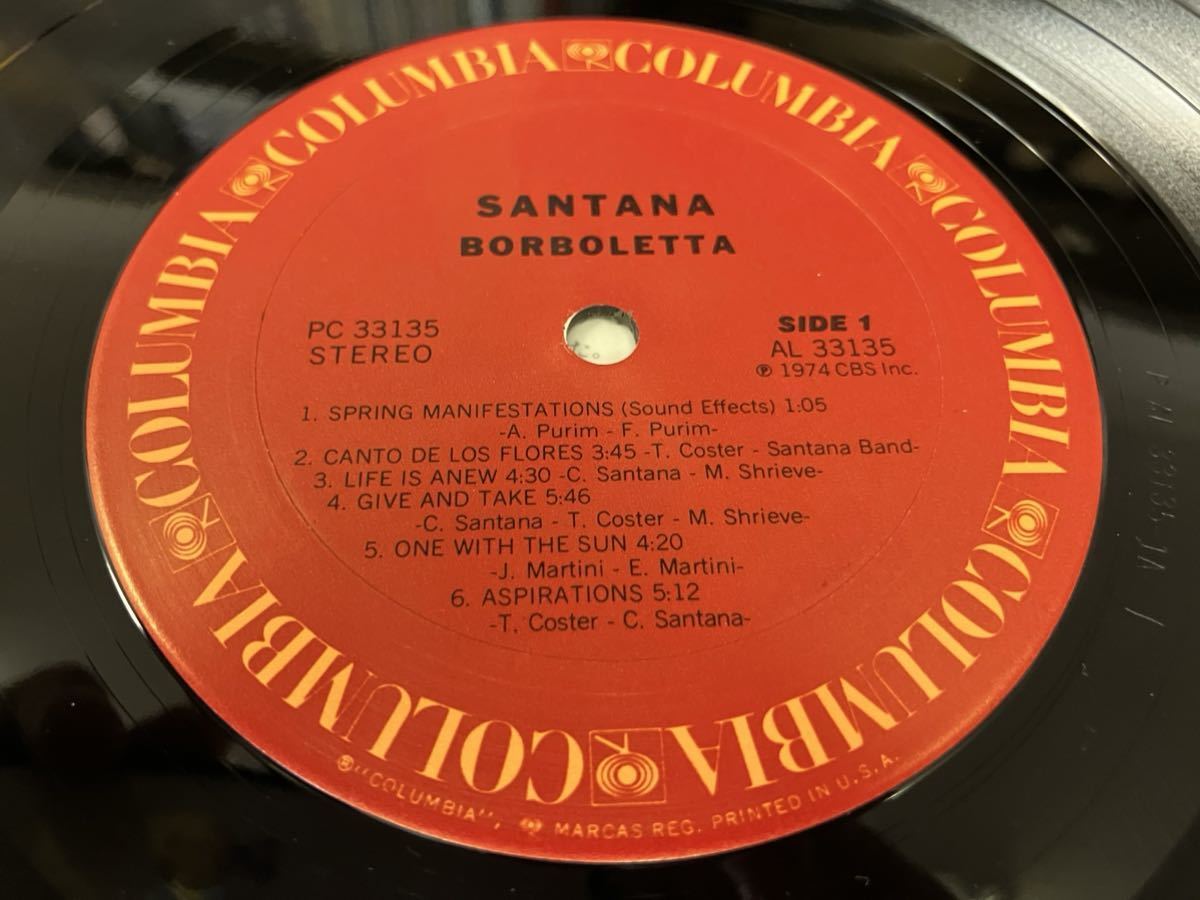 COLUMBIA COLUMBIA COLUMBIA COLUMBIA COLUMBIA COLUMBIA COLUMBIA COLUMBIA
SANTANA
BORBOLETTA
PC 33135
STEREO
SIDE 1
AL 33135
℗ 1974 CBS Inc.
1. SPRING MANIFESTATIONS (Sound Effects) 1:05
-A. Purim - F. Purim-
2. CANTO DE LOS FLORES 3:45 -T. Coster - Santana Band-
3. LIFE IS ANEW 4:30 -C. Santana - M. Shrieve-
4. GIVE AND TAKE 5:46
-C. Santana - T. Coster - M. Shrieve-
5. ONE WITH THE SUN 4:20
-J. Martini - E. Martini-
6. ASPIRATIONS 5:12
-T. Coster - C. Santana-
®"COLUMBIA", MARCAS REG. PRINTED IN U.S.A.